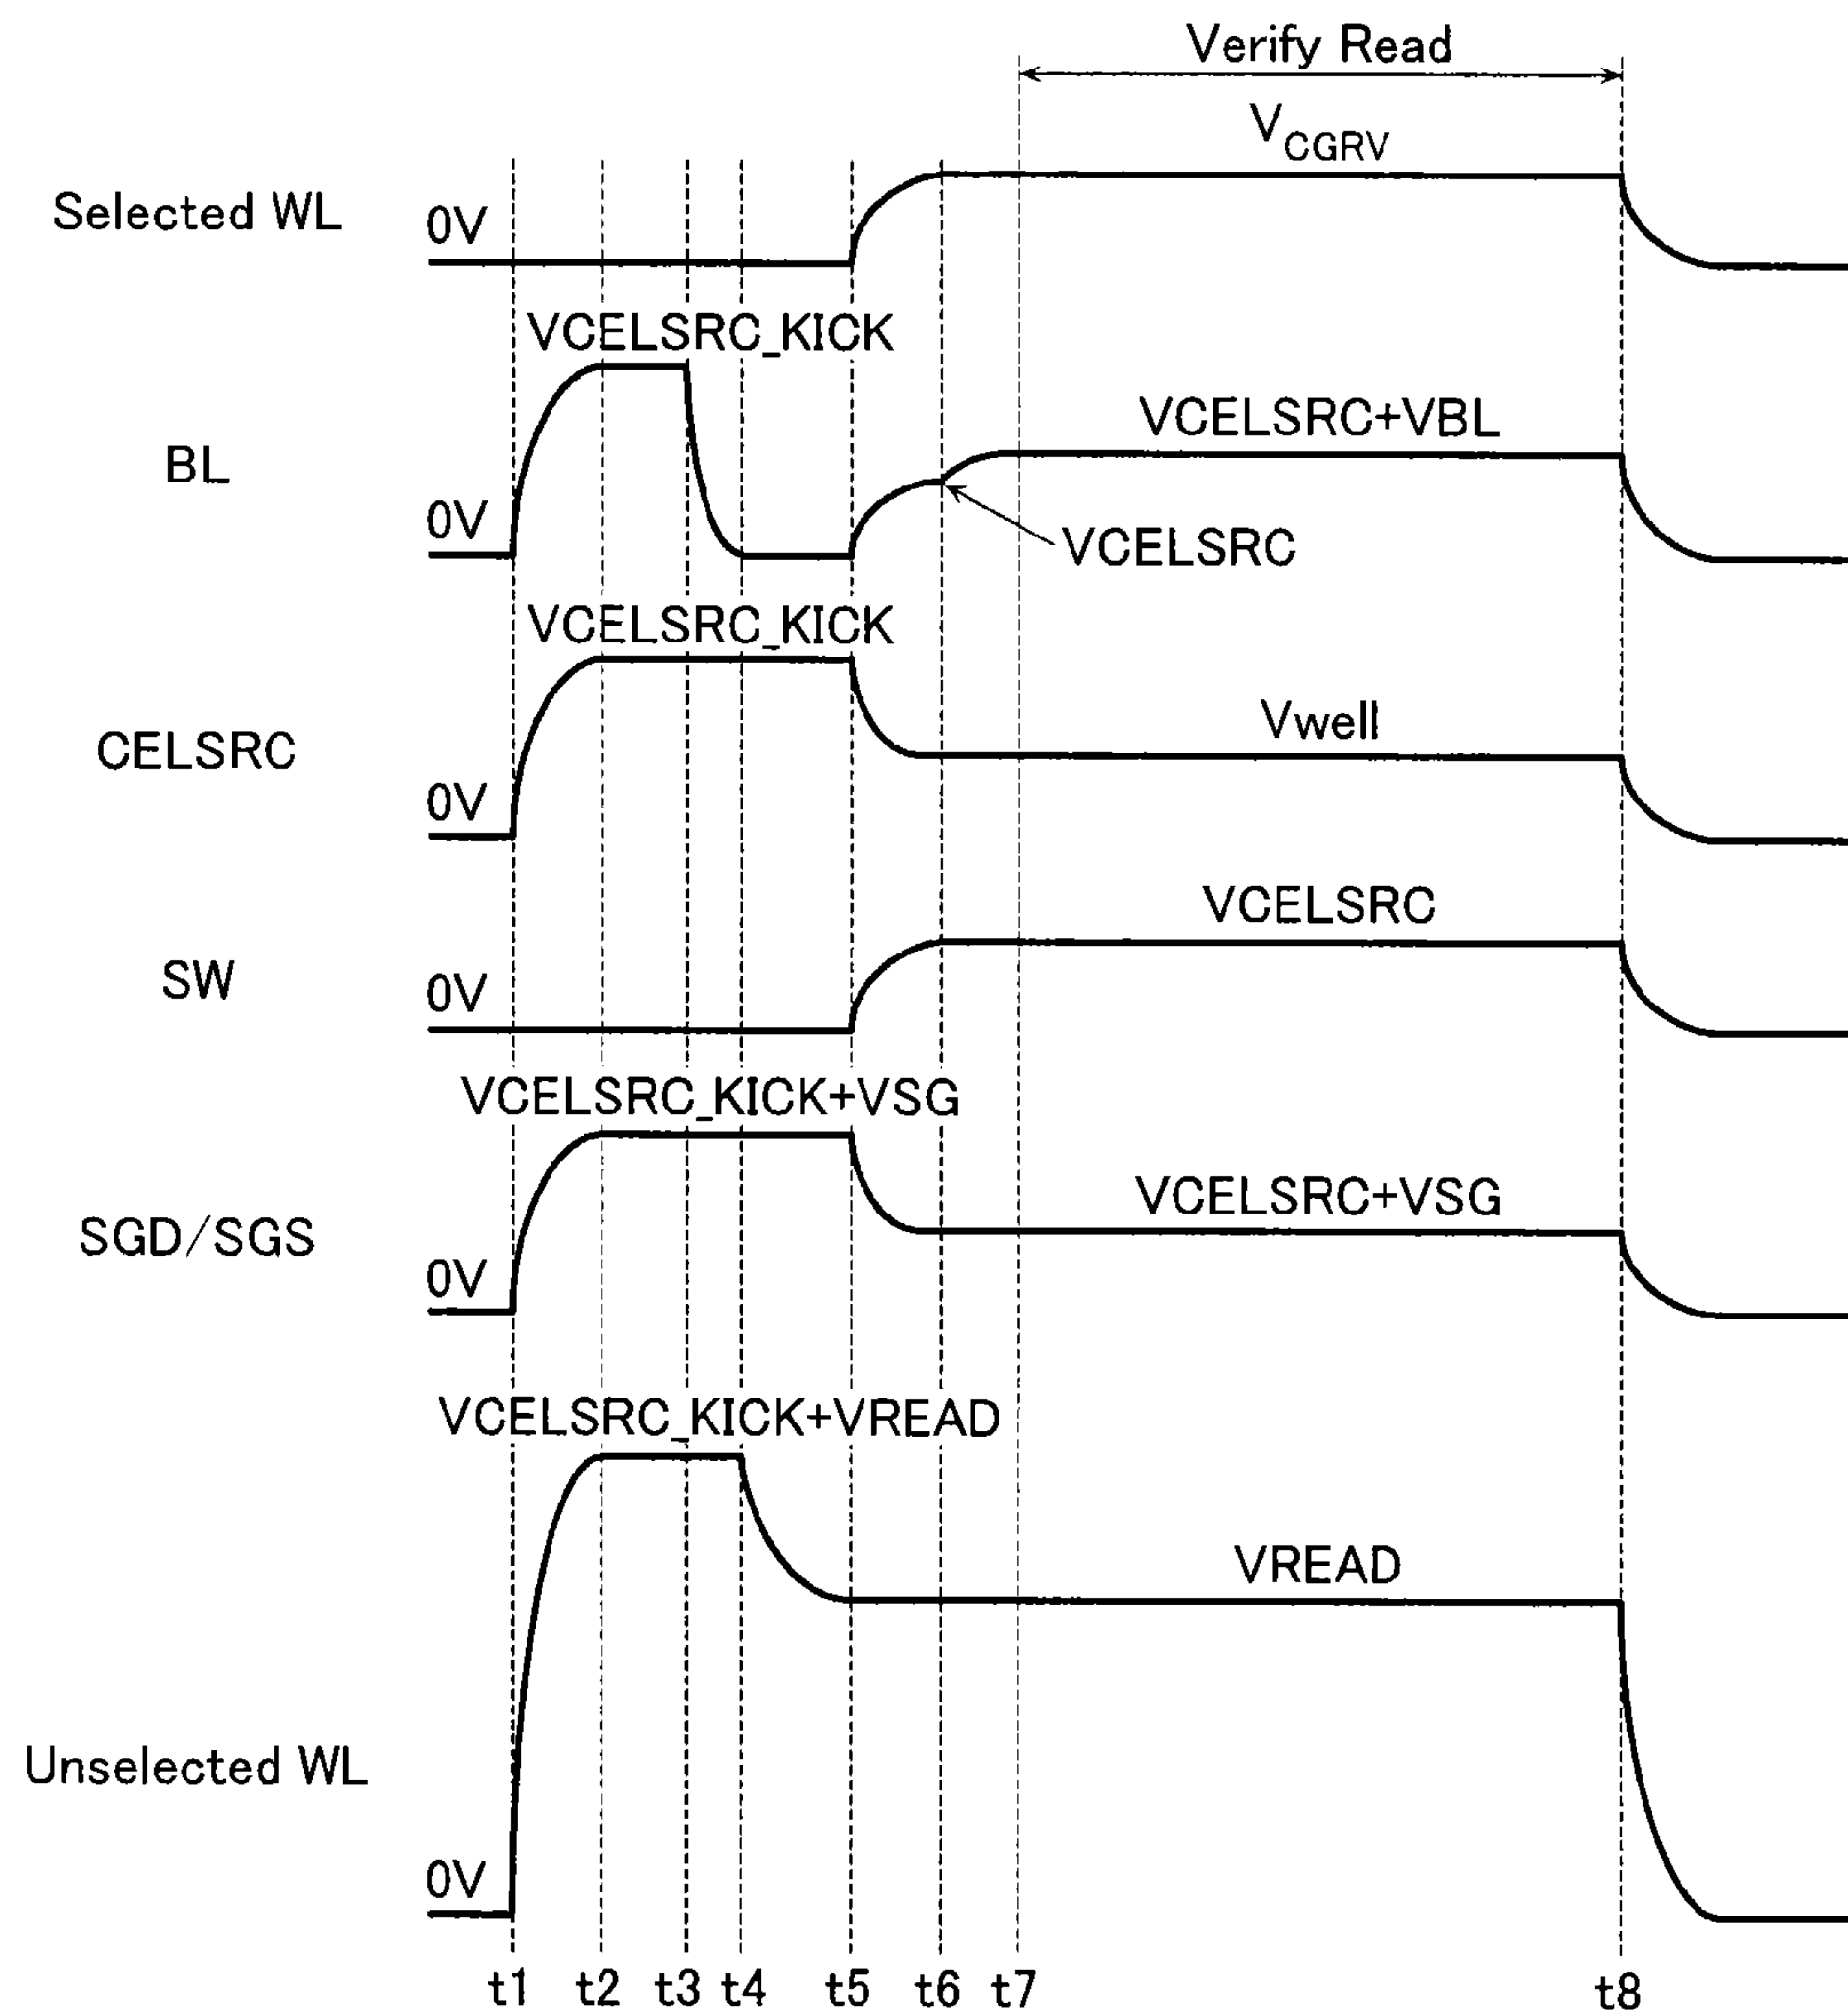 Verify Read
V_CGRV
Selected WL
0V
VCELSRC_KICK
VCELSRC+VBL
BL
0V
VCELSRC
VCELSRC_KICK
Vwell
CELSRC
0V
VCELSRC
SW
0V
VCELSRC_KICK+VSG
VCELSRC+VSG
SGD/SGS
0V
VCELSRC_KICK+VREAD
VREAD
Unselected WL
0V
t1 t2 t3 t4 t5 t6 t7 t8